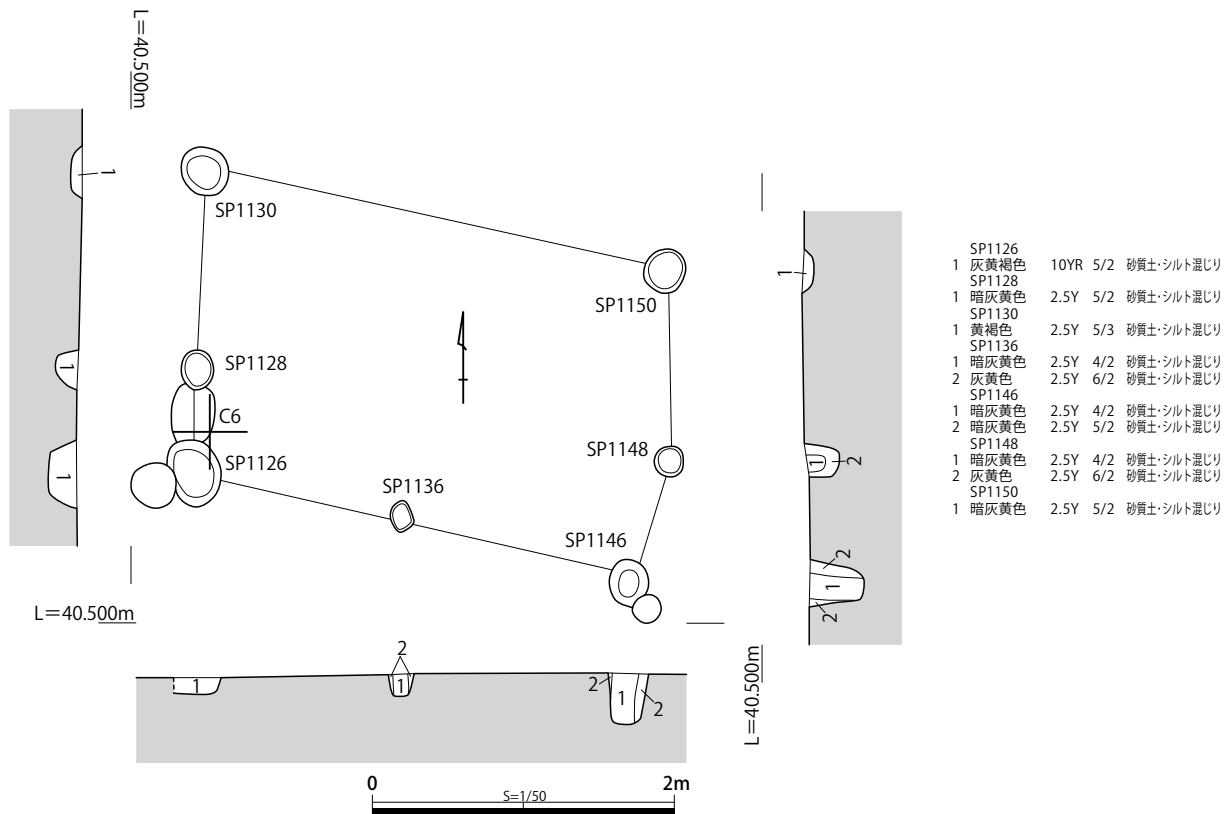 L＝40.500m
1
SP1130
SP1150
1
SP1128
1
C6
SP1126
1
SP1148
1
2
SP1136
SP1146
2
1
2
L＝40.500m
2
1
1
2
1
2
L＝40.500m
0
2m
S=1/50
SP1126
1 灰黄褐色 10YR 5/2 砂質土・シルト混じり
SP1128
1 暗灰黄色 2.5Y 5/2 砂質土・シルト混じり
SP1130
1 黄褐色 2.5Y 5/3 砂質土・シルト混じり
SP1136
1 暗灰黄色 2.5Y 4/2 砂質土・シルト混じり
2 灰黄色 2.5Y 6/2 砂質土・シルト混じり
SP1146
1 暗灰黄色 2.5Y 4/2 砂質土・シルト混じり
2 暗灰黄色 2.5Y 5/2 砂質土・シルト混じり
SP1148
1 暗灰黄色 2.5Y 4/2 砂質土・シルト混じり
2 灰黄色 2.5Y 6/2 砂質土・シルト混じり
SP1150
1 暗灰黄色 2.5Y 5/2 砂質土・シルト混じり